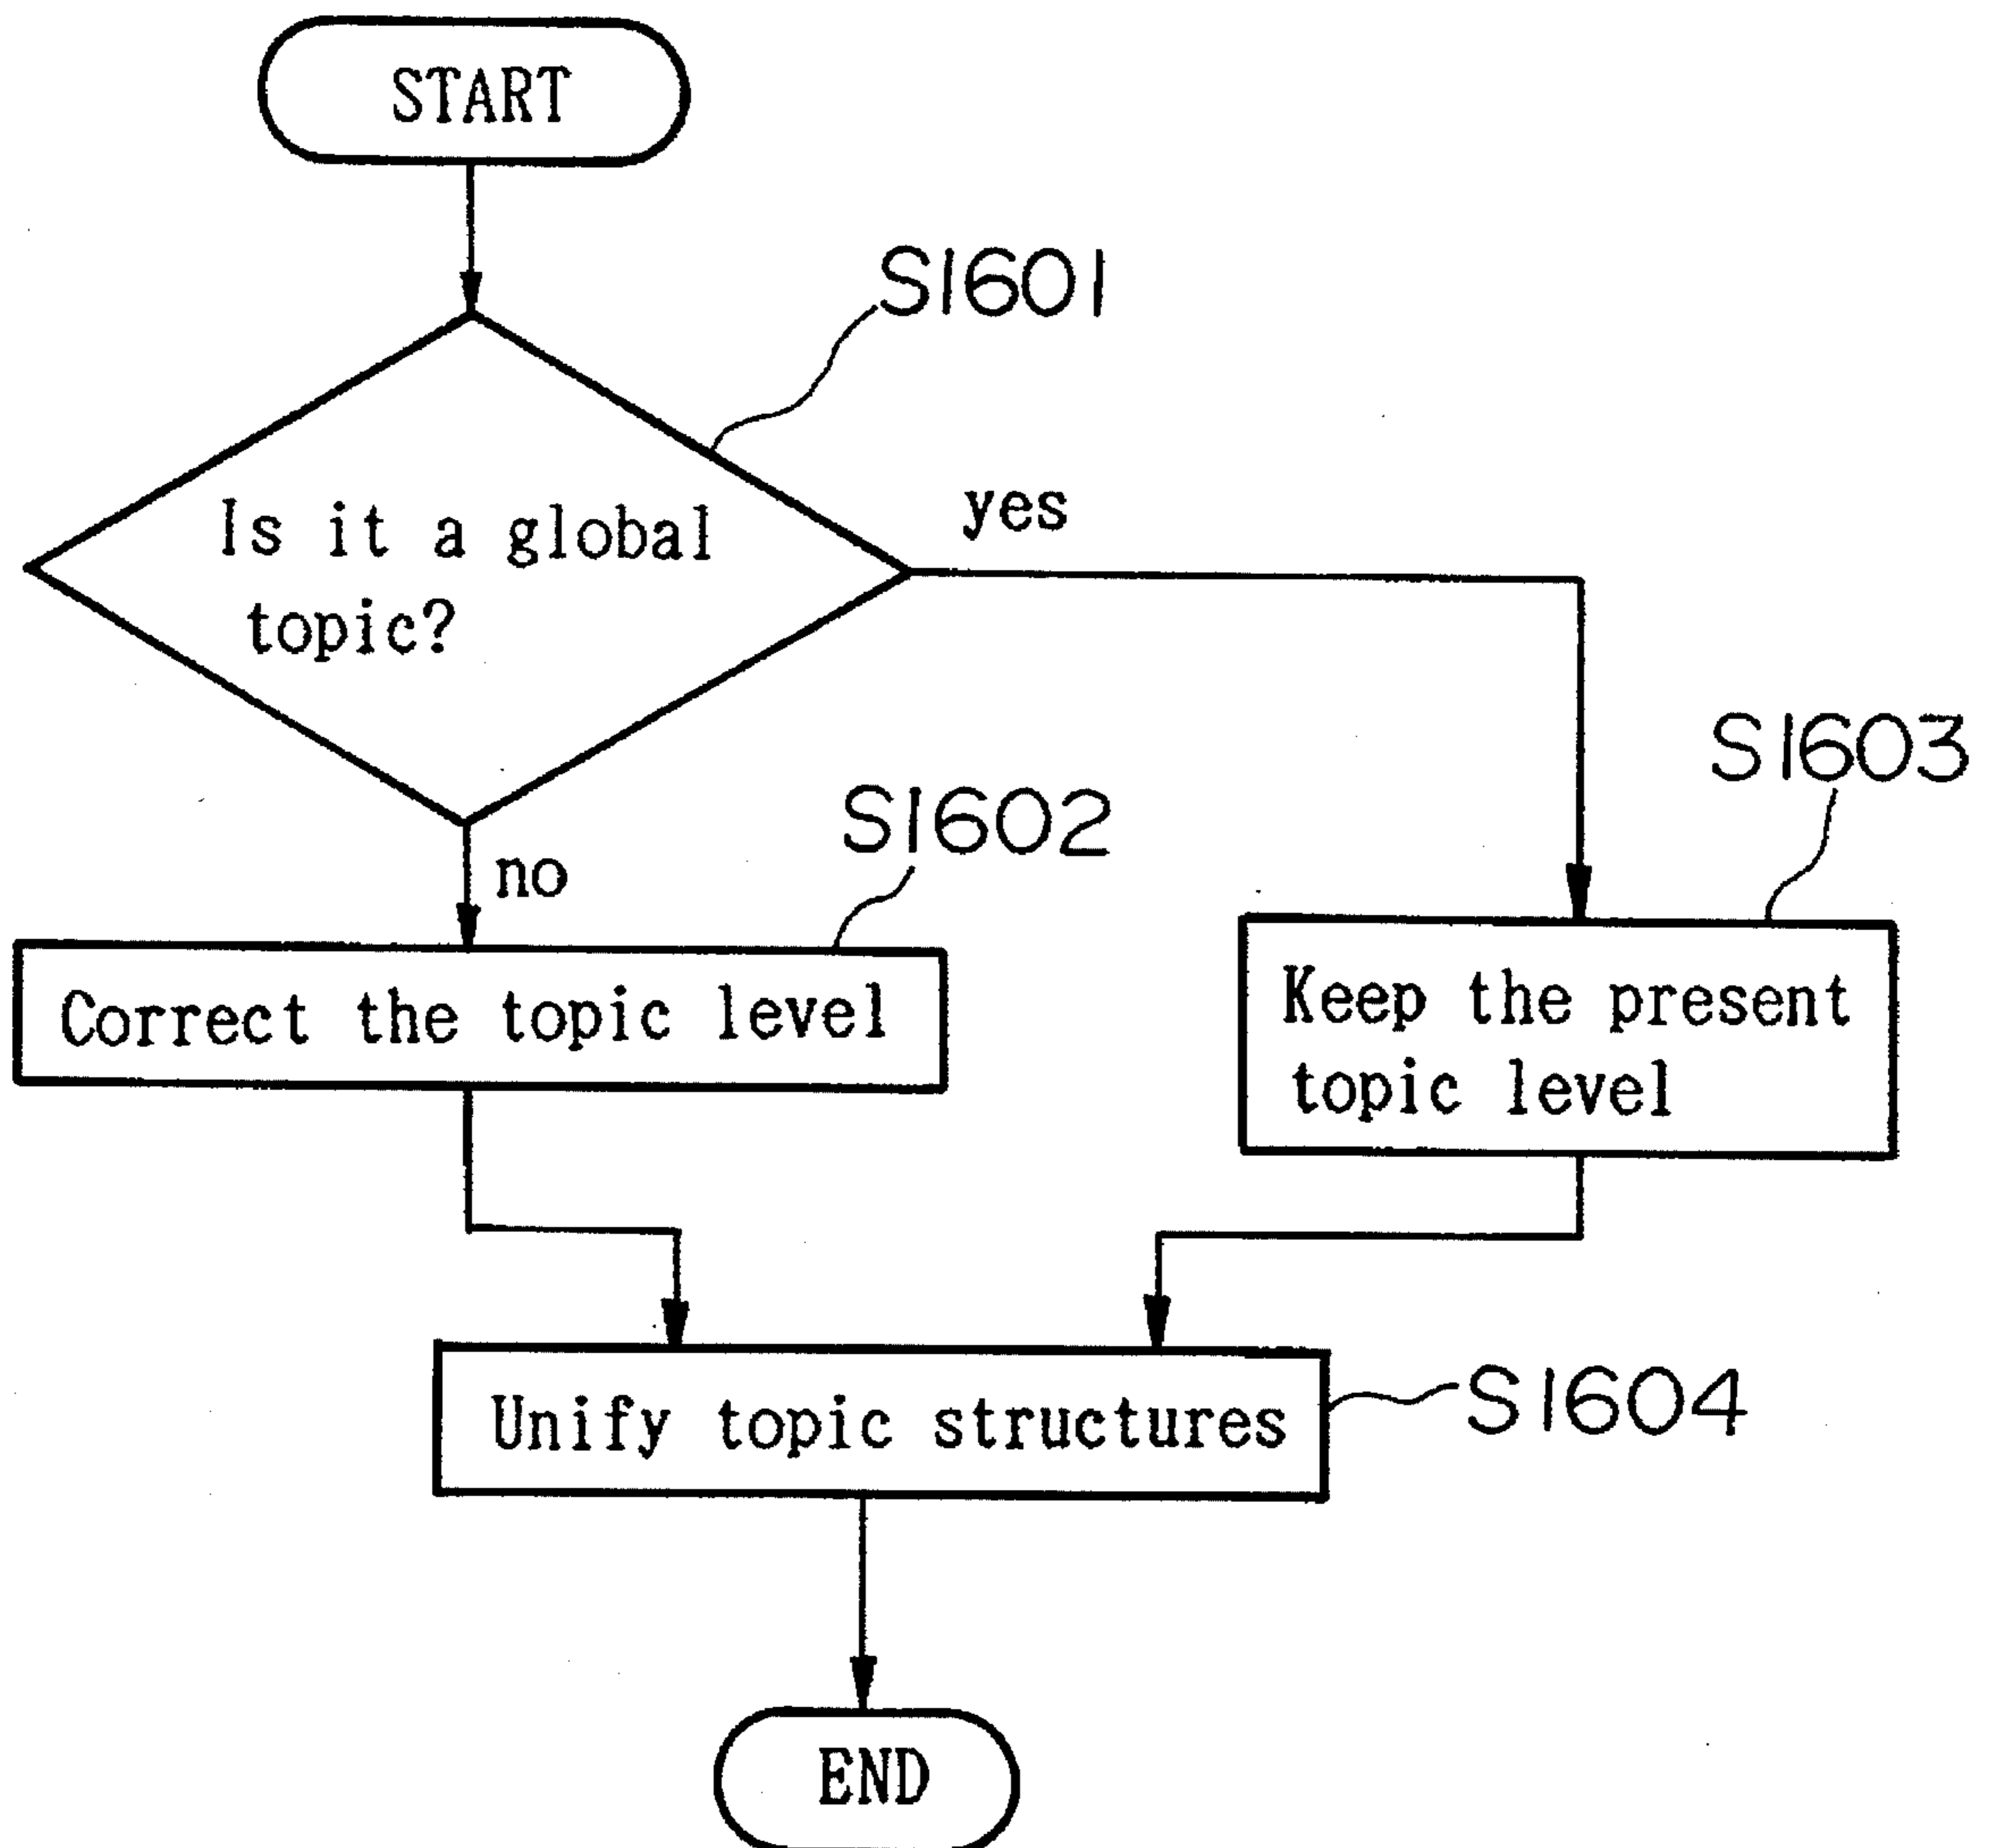 START
S1601
Is it a global
topic?
yes
no
S1602
Correct the topic level
S1603
Keep the present
topic level
Unify topic structures
S1604
END